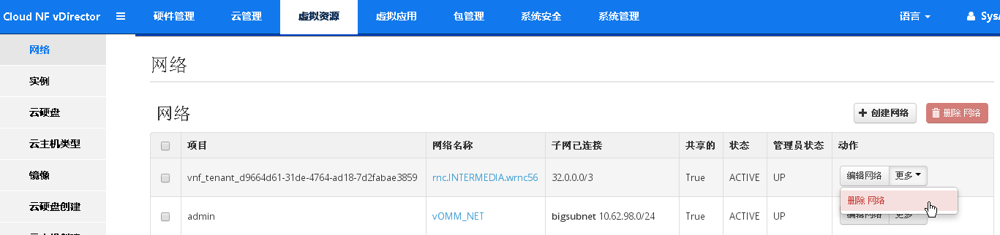 Cloud NF vDirector 硬件管理 云管理 虚拟资源 虚拟应用 包管理 系统安全 系统管理 语言
网络
实例
云硬盘
云主机类型
镜像
云硬盘创建
网络
网络
创建网络 删除 网络
项目 网络名称 子网已连接 共享的 状态 管理员状态 动作
vnf_tenant_d9664d61-31de-4764-ad18-7d2fabae3859 rnc.INTERMEDIA.wrnc56 32.0.0.0/3 True ACTIVE UP 编辑网络 更多
删除 网络
admin vOMM_NET bigsubnet 10.62.98.0/24 True ACTIVE UP 编辑网络 更多